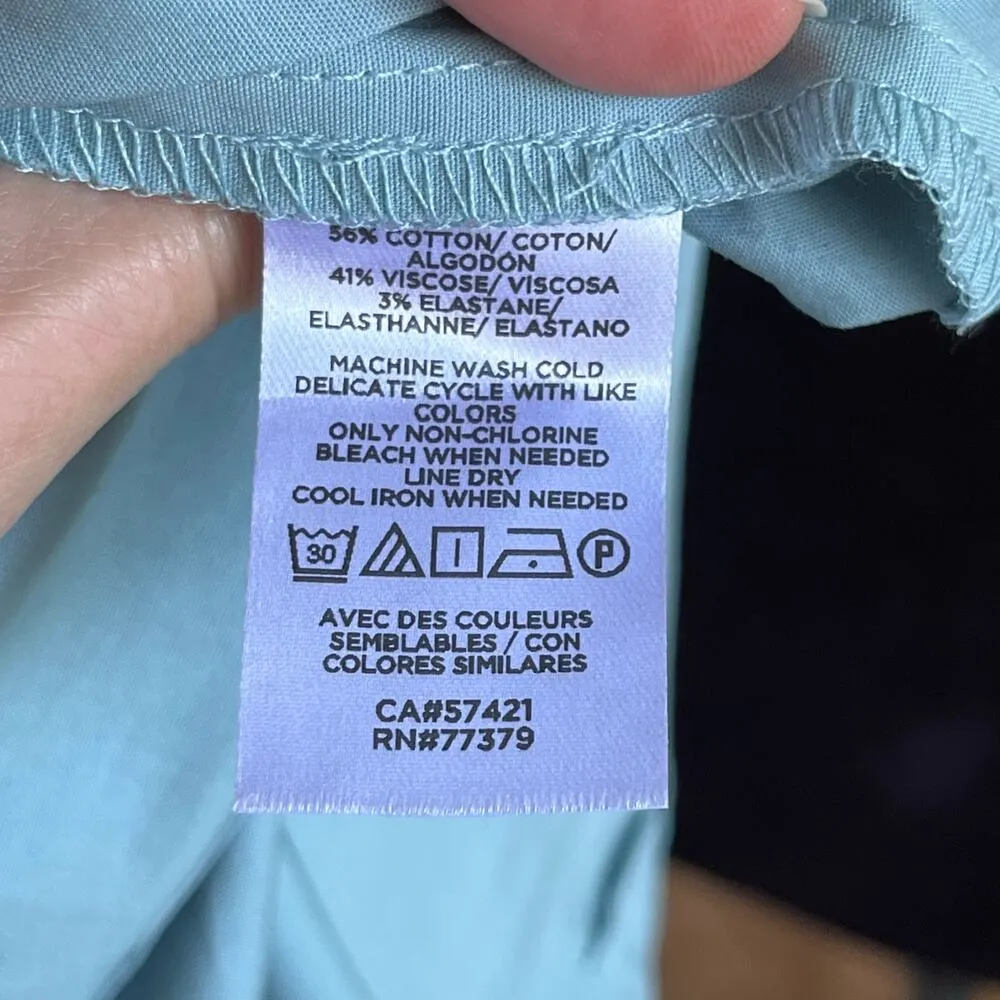 56% COTTON/ COTON/
ALGODÓN
41% VISCOSE/ VISCOSA
3% ELASTANE/
ELASTHANNE/ ELASTANO
MACHINE WASH COLD
DELICATE CYCLE WITH LIKE
COLORS
ONLY NON-CHLORINE
BLEACH WHEN NEEDED
LINE DRY
COOL IRON WHEN NEEDED
30 P
AVEC DES COULEURS
SEMBLABLES / CON
COLORES SIMILARES
CA#57421
RN#77379